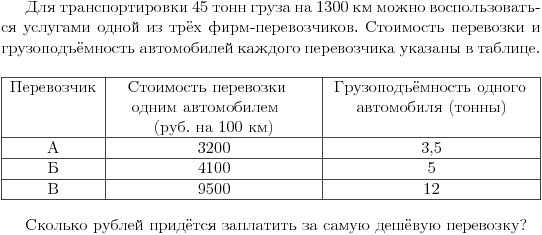 Для транспортировки 45 тонн груза на 1300 км можно воспользовать-
ся услугами одной из трёх фирм-перевозчиков. Стоимость перевозки и
грузоподъёмность автомобилей каждого перевозчика указаны в таблице.
Перевозчик Стоимость перевозки Грузоподъёмность одного
одним автомобилем автомобиля (тонны)
(руб. на 100 км)
А 3200 3,5
Б 4100 5
В 9500 12
Сколько рублей придётся заплатить за самую дешёвую перевозку?